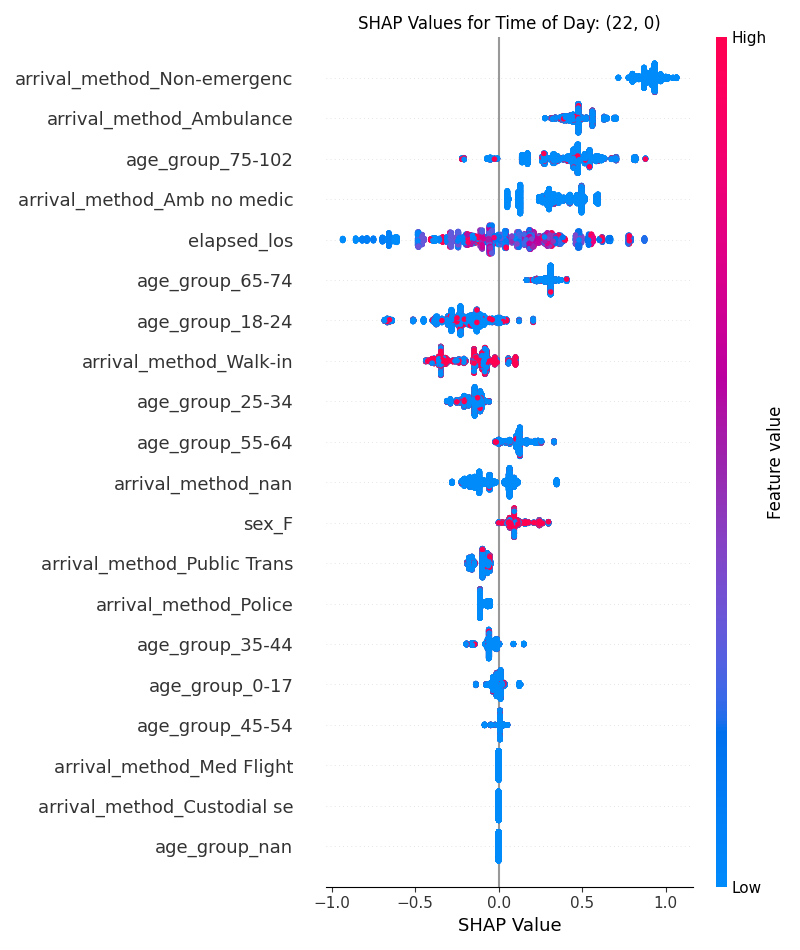 SHAP Values for Time of Day: (22, 0)
High
arrival_method_Non-emergenc
arrival_method_Ambulance
age_group_75-102
arrival_method_Amb no medic
elapsed_los
age_group_65-74
age_group_18-24
arrival_method_Walk-in
age_group_25-34
age_group_55-64
arrival_method_nan
sex_F
arrival_method_Public Trans
arrival_method_Police
age_group_35-44
age_group_0-17
age_group_45-54
arrival_method_Med Flight
arrival_method_Custodial se
age_group_nan
Feature value
Low
−1.0 −0.5 0.0 0.5 1.0
SHAP Value